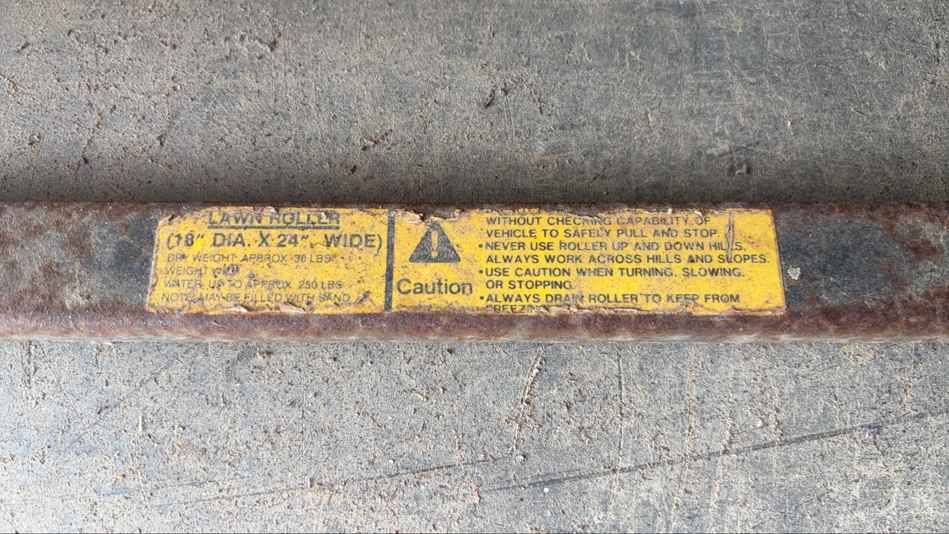 LAWN ROLLER
(18" DIA. X 24". WIDE)
DRY WEIGHT APPROX. 30 LBS.
WEIGHT
WATER, UP TO APPROX. 250 LBS
NOTE: MAY BE FILLED WITH SAND
Caution
WITHOUT CHECKING CAPABILITY OF
VEHICLE TO SAFELY PULL AND STOP.
•NEVER USE ROLLER UP AND DOWN HILLS.
ALWAYS WORK ACROSS HILLS AND SLOPES.
•USE CAUTION WHEN TURNING, SLOWING,
OR STOPPING.
•ALWAYS DRAIN ROLLER TO KEEP FROM
FREEZING